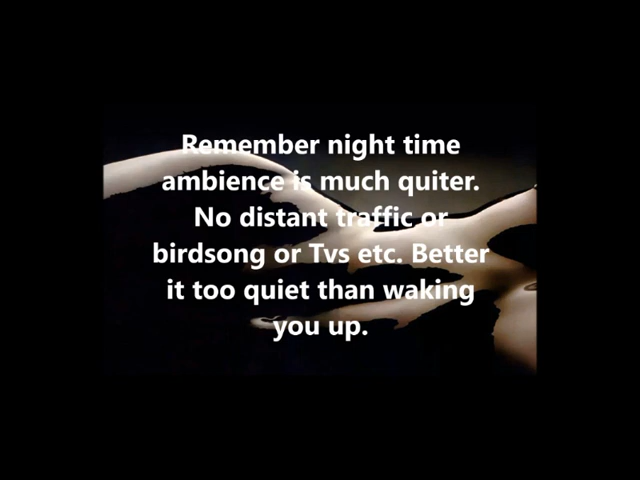 Remember night time
ambience is much quiter.
No distant traffic or
birdsong or Tvs etc. Better
it too quiet than waking
you up.